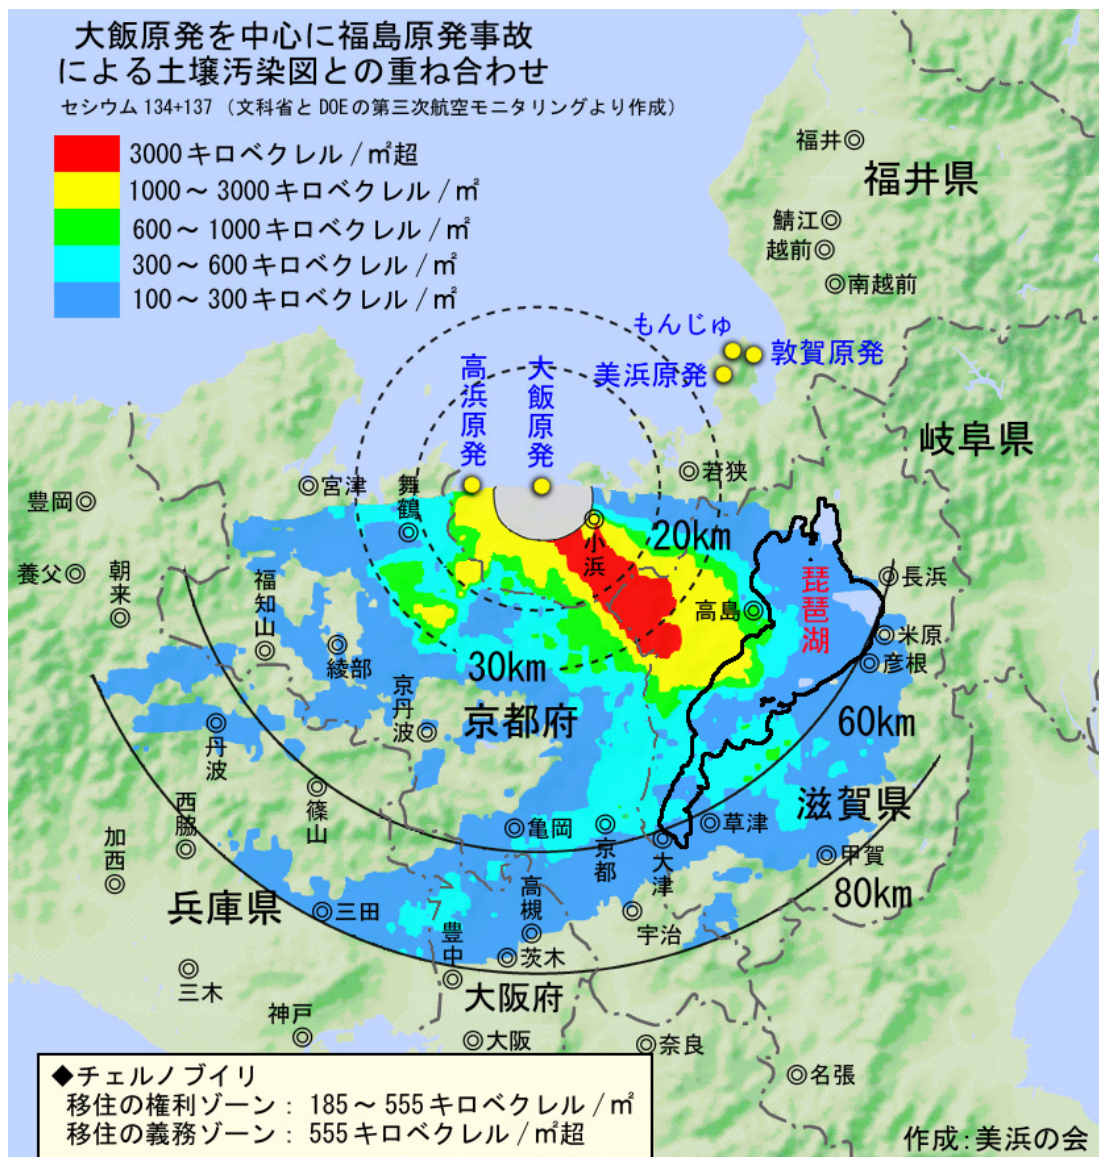 大飯原発を中心に福島原発事故
による土壌汚染図との重ね合わせ
セシウム134+137（文科省とDOEの第三次航空モニタリングより作成）
3000キロベクレル/㎡超
1000～3000キロベクレル/㎡
600～1000キロベクレル/㎡
300～600キロベクレル/㎡
100～300キロベクレル/㎡
福井◎
福井県
鯖江◎
越前◎
◎南越前
もんじゅ
敦賀原発
美浜原発
高浜原発
大飯原発
岐阜県
◎若狭
◎宮津
舞鶴
豊岡◎
小浜
20km
養父◎
朝来
福知山
琵琶湖
◎長浜
高島◎
◎米原
◎彦根
綾部
30km
京丹波
京都府
60km
丹波
滋賀県
篠山
西脇
◎亀岡
京都
◎草津
大津
◎甲賀
加西
80km
兵庫県
◎三田
高槻
宇治
豊中
◎茨木
三木
大阪府
神戸
◎大阪
◎奈良
◎名張
◆チェルノブイリ
移住の権利ゾーン： 185～555キロベクレル/㎡
移住の義務ゾーン： 555キロベクレル/㎡超
作成：美浜の会